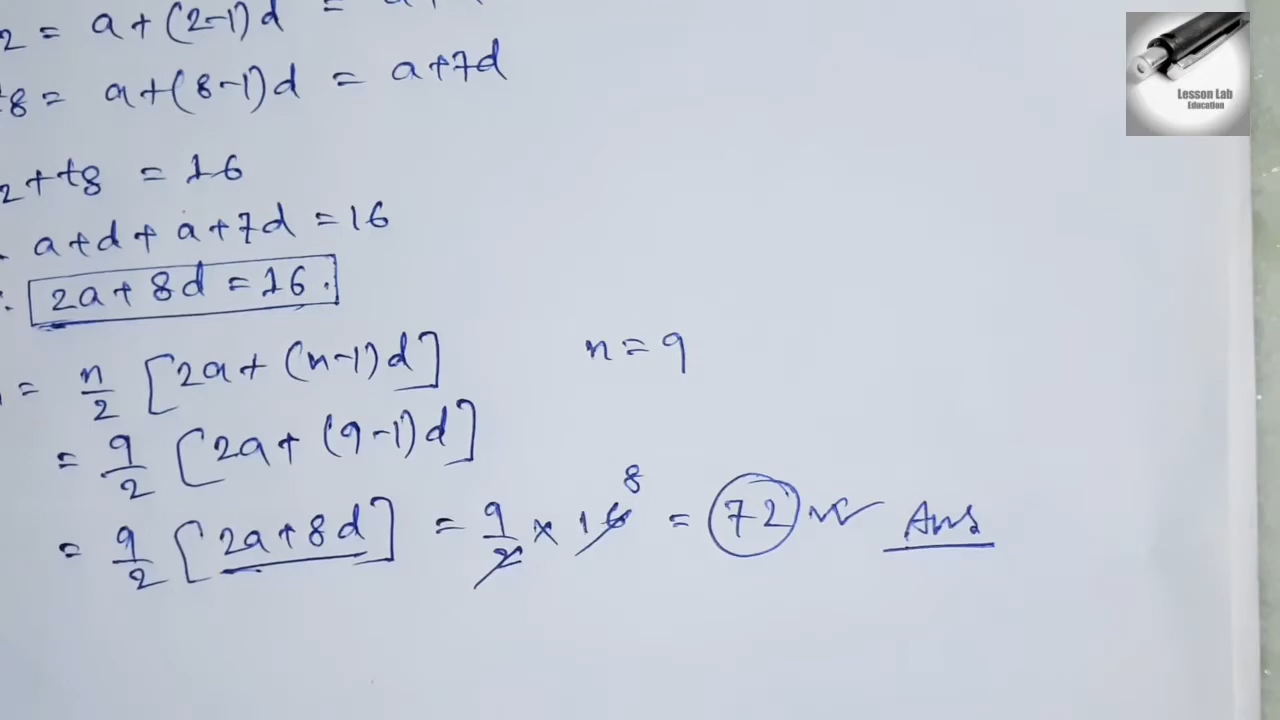 2 = a+(2-1)d =
t8 = a+(8-1)d = a+7d
2+t8 = 16
a+d+a+7d=16
∴ 2a+8d=16.
= n/2 [2a+(n-1)d] n=9
= 9/2 [2a+(9-1)d]
= 9/2 [2a+8d] = 9/2 × 16 8 = 72 Ans
Lesson Lab
Education